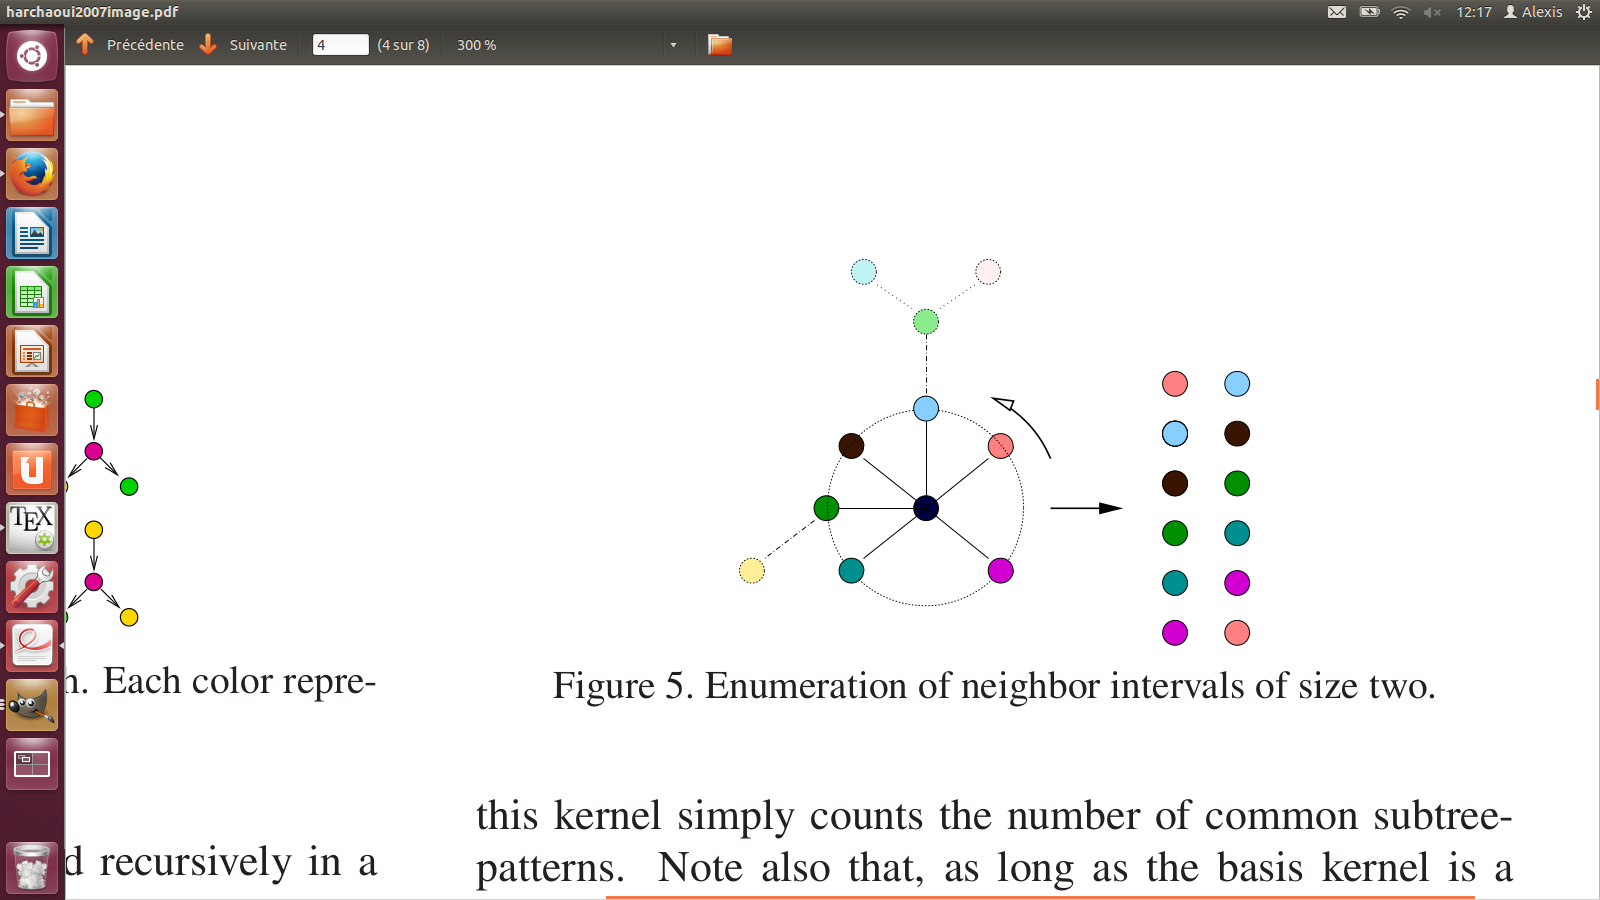 harchaoui2007image.pdf
12:17 Alexis
Précédente Suivante 4 (4 sur 8) 300 %
TEX
Each color repre-
Figure 5. Enumeration of neighbor intervals of size two.
this kernel simply counts the number of common subtree-
d recursively in a
patterns. Note also that, as long as the basis kernel is a